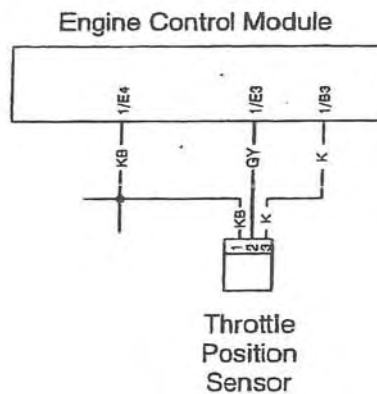 Engine Control Module
1/E4 1/E3 1/B3
KB GY K
KB K
1 2 3
Throttle
Position
Sensor